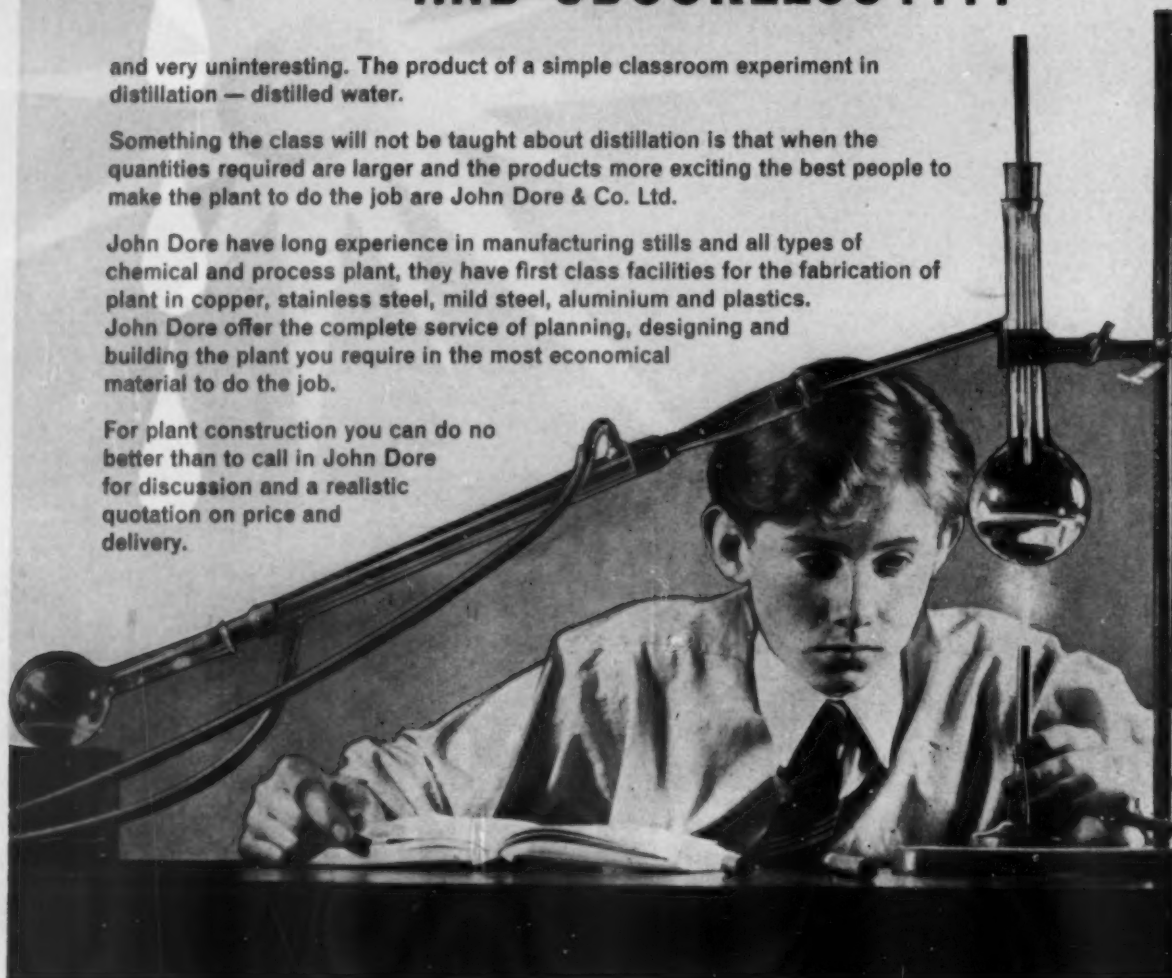 and very uninteresting. The product of a simple classroom experiment in
distillation — distilled water.
Something the class will not be taught about distillation is that when the
quantities required are larger and the products more exciting the best people to
make the plant to do the job are John Dore & Co. Ltd.
John Dore have long experience in manufacturing stills and all types of
chemical and process plant, they have first class facilities for the fabrication of
plant in copper, stainless steel, mild steel, aluminium and plastics.
John Dore offer the complete service of planning, designing and
building the plant you require in the most economical
material to do the job.
For plant construction you can do no
better than to call in John Dore
for discussion and a realistic
quotation on price and
delivery.